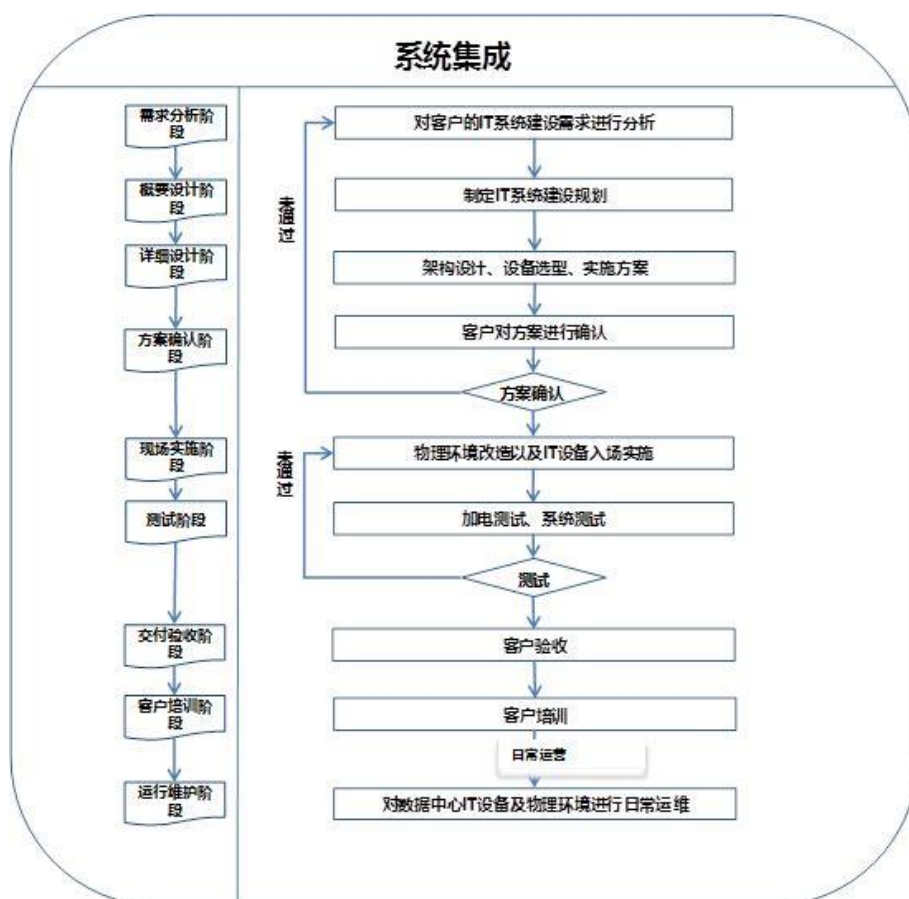 系统集成
需求分析阶
段
对客户的IT系统建设需求进行分析
概要设计阶
段
制定IT系统建设规划
未通过
详细设计阶
段
架构设计、设备选型、实施方案
方案确认阶
段
客户对方案进行确认
方案确认
现场实施阶
段
物理环境改造以及IT设备入场实施
未通过
测试阶段
加电测试、系统测试
测试
交付验收阶
段
客户验收
客户培训阶
段
客户培训
日常运营
运行维护阶
段
对数据中心IT设备及物理环境进行日常运维